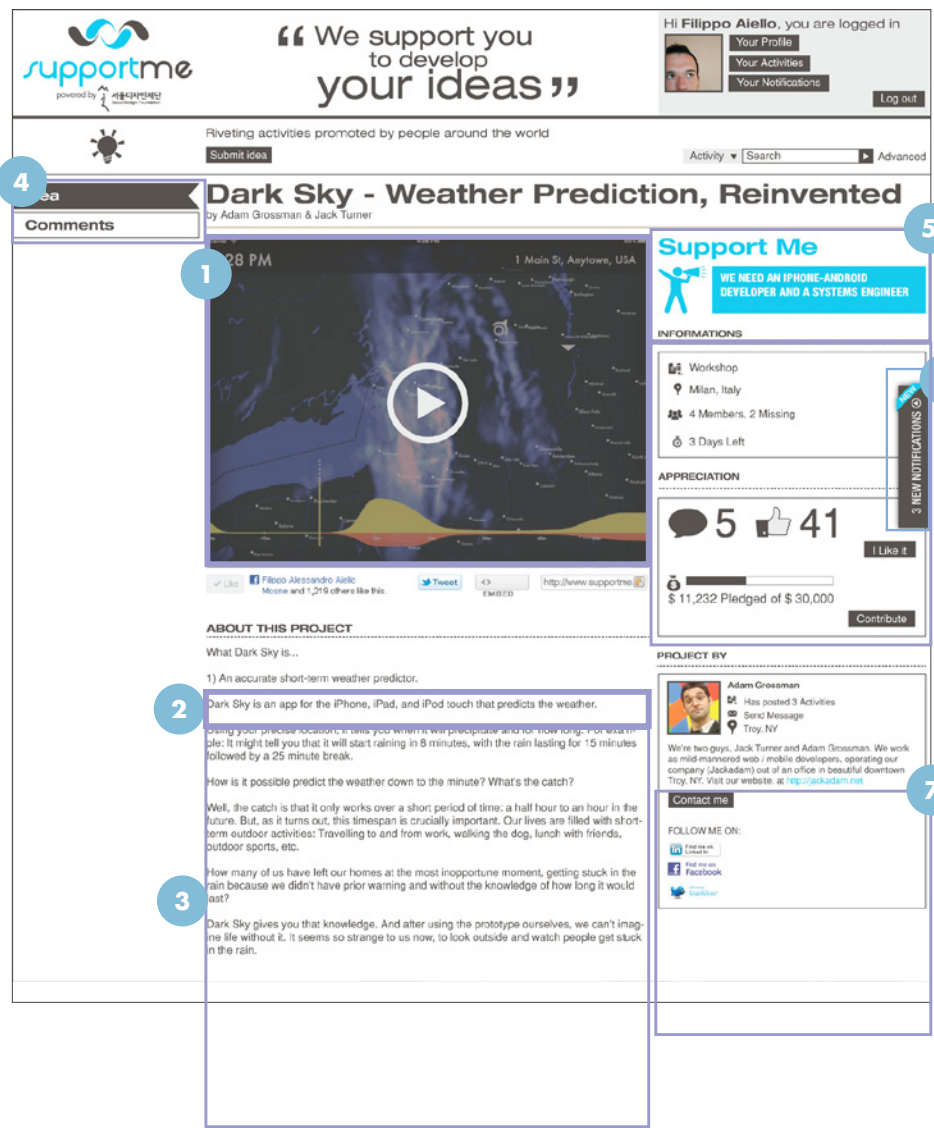 supportme
powered by 서울디자인재단
Seoul Design Foundation
“ We support you
to develop
your ideas ”
Hi Filippo Aiello, you are logged in
Your Profile
Your Activities
Your Notifications
Log out
Riveting activities promoted by people around the world
Submit idea
Activity Search Advanced
4
ea
Comments
Dark Sky - Weather Prediction, Reinvented
by Adam Grossman & Jack Turner
1
28 PM
1 Main St, Anytown, USA
Like
Filippo Alessandro Aiello
Mosne and 1,219 others like this.
Tweet
<>
EMBED
http://www.supportme.
ABOUT THIS PROJECT
What Dark Sky is...
1) An accurate short-term weather predictor.
2
Dark Sky is an app for the iPhone, iPad, and iPod touch that predicts the weather.
Using your precise location, it tells you when it will precipitate and for how long. For exam-
ple: It might tell you that it will start raining in 8 minutes, with the rain lasting for 15 minutes
followed by a 25 minute break.
How is it possible predict the weather down to the minute? What's the catch?
Well, the catch is that it only works over a short period of time: a half hour to an hour in the
future. But, as it turns out, this timespan is crucially important. Our lives are filled with short-
term outdoor activities: Travelling to and from work, walking the dog, lunch with friends,
outdoor sports, etc.
3
How many of us have left our homes at the most inopportune moment, getting stuck in the
rain because we didn't have prior warning and without the knowledge of how long it would
last?
Dark Sky gives you that knowledge. And after using the prototype ourselves, we can't imag-
ine life without it. It seems so strange to us now, to look outside and watch people get stuck
in the rain.
5
Support Me
WE NEED AN IPHONE-ANDROID
DEVELOPER AND A SYSTEMS ENGINEER
INFORMATIONS
Workshop
Milan, Italy
4 Members. 2 Missing
3 Days Left
NEW
3 NEW NOTIFICATIONS
APPRECIATION
5 41
I Like it
$ 11,232 Pledged of $ 30,000
Contribute
PROJECT BY
Adam Grossman
Has posted 3 Activities
Send Message
Troy, NY
We're two guys, Jack Turner and Adam Grossman. We work
as mild-mannered web / mobile developers, operating our
company (Jackadam) out of an office in beautiful downtown
Troy, NY. Visit our website. at http://jackadam.net
7
Contact me
FOLLOW ME ON:
Find me on
Linked In
Find me on
Facebook
twitter